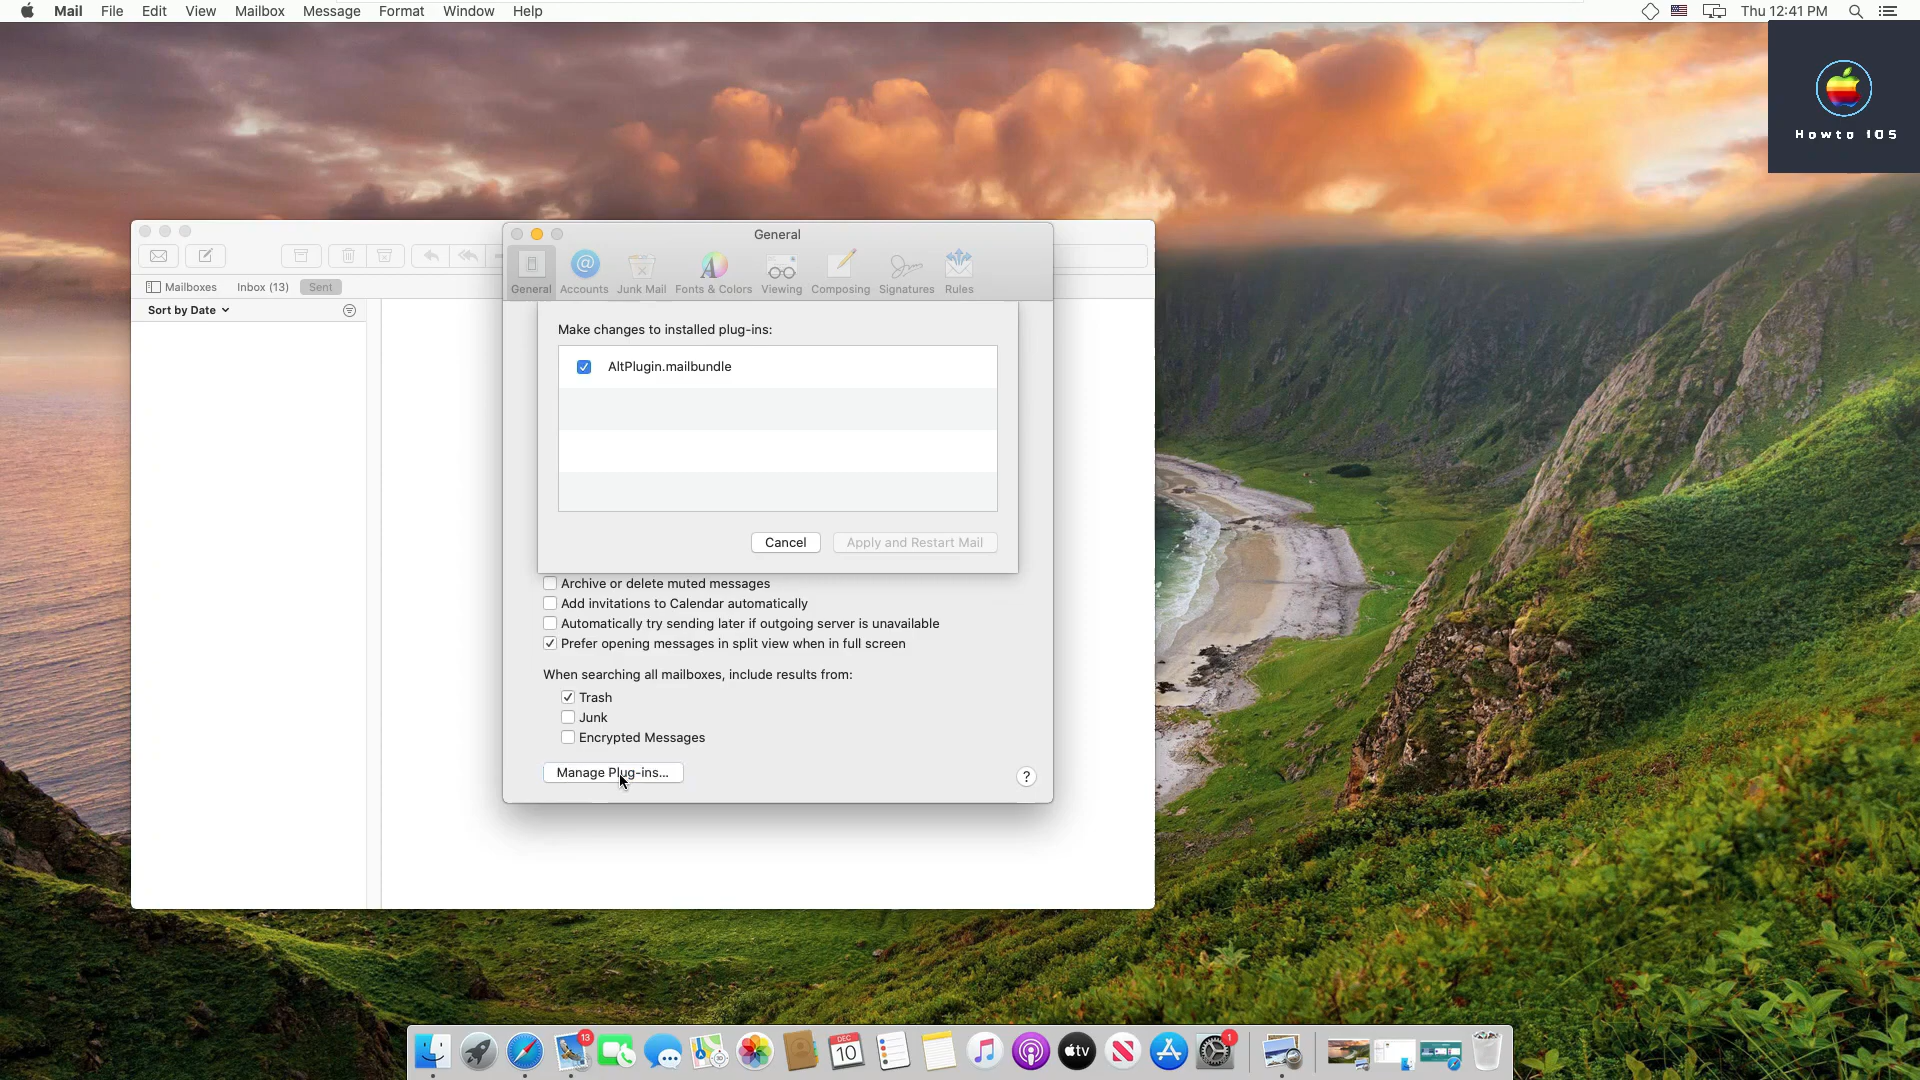 Mail File Edit View Mailbox Message Format Window Help
Thu 12:41 PM
Howto 105
General
General Accounts Junk Mail Fonts & Colors Viewing Composing Signatures Rules
Mailboxes Inbox (13) Sent
Sort by Date
Make changes to installed plug-ins:
AltPlugin.mailbundle
Cancel Apply and Restart Mail
Archive or delete muted messages
Add invitations to Calendar automatically
Automatically try sending later if outgoing server is unavailable
Prefer opening messages in split view when in full screen
When searching all mailboxes, include results from:
Trash
Junk
Encrypted Messages
Manage Plug-ins...
?
13
DEC
10
tv
1